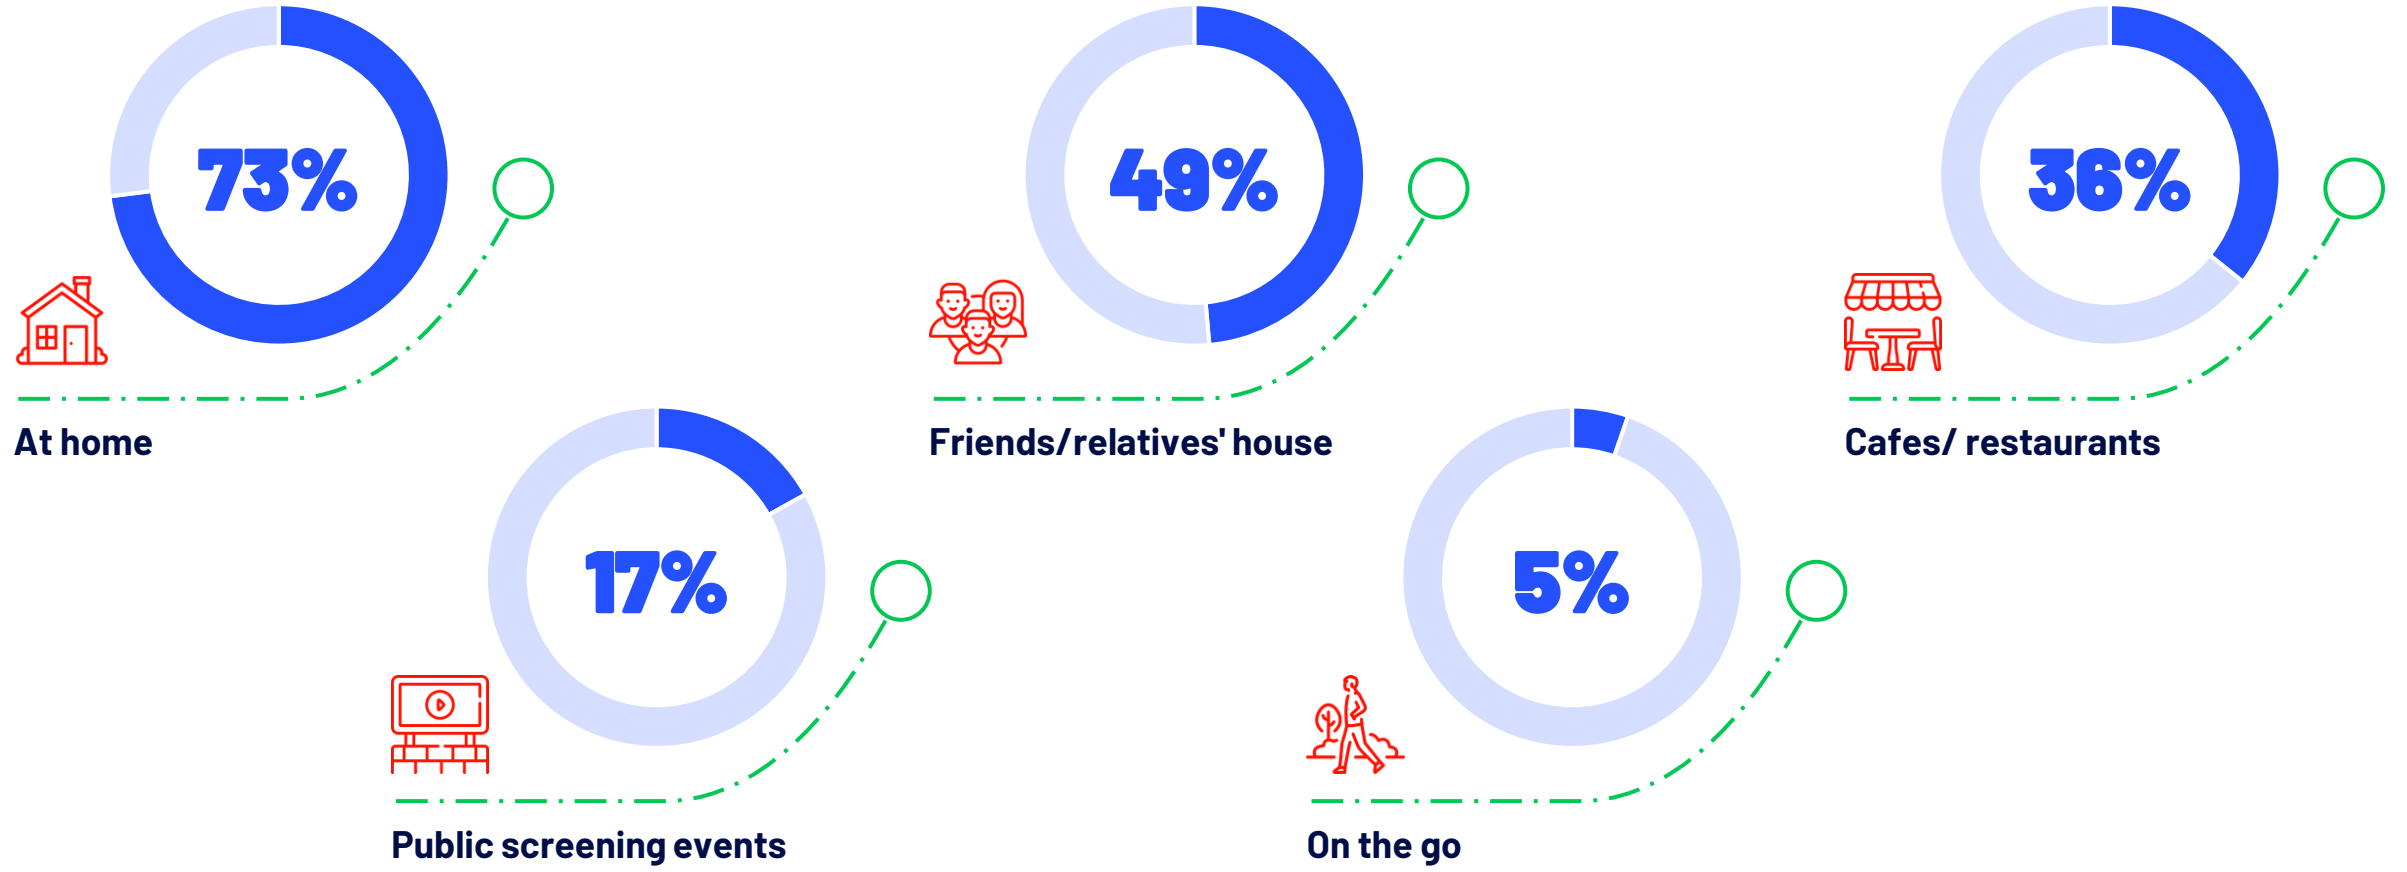 73%
At home
49%
Friends/relatives' house
36%
Cafes/ restaurants
17%
Public screening events
5%
On the go